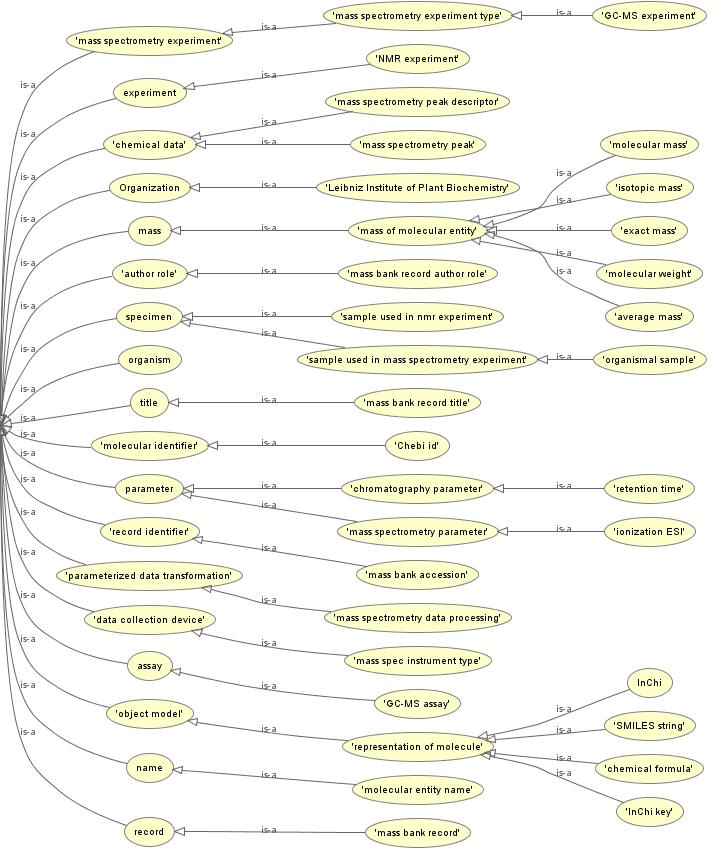 'mass spectrometry experiment' is-a 'mass spectrometry experiment type' is-a 'GC-MS experiment'
is-a
experiment is-a 'NMR experiment'
is-a
'chemical data' is-a 'mass spectrometry peak descriptor'
is-a 'mass spectrometry peak'
is-a
Organization is-a 'Leibniz Institute of Plant Biochemistry'
is-a
mass is-a 'mass of molecular entity' is-a 'molecular mass'
is-a 'isotopic mass'
is-a 'exact mass'
is-a 'molecular weight'
is-a 'average mass'
is-a
'author role' is-a 'mass bank record author role'
is-a
specimen is-a 'sample used in nmr experiment'
is-a 'sample used in mass spectrometry experiment' is-a 'organismal sample'
is-a
organism
is-a
title is-a 'mass bank record title'
is-a
'molecular identifier' is-a 'Chebi id'
is-a
parameter is-a 'chromatography parameter' is-a 'retention time'
is-a 'mass spectrometry parameter' is-a 'ionization ESI'
is-a
'record identifier' is-a 'mass bank accession'
is-a
'parameterized data transformation' is-a 'mass spectrometry data processing'
is-a
'data collection device' is-a 'mass spec instrument type'
is-a
assay is-a 'GC-MS assay'
is-a
'object model' is-a 'representation of molecule' is-a InChi
is-a 'SMILES string'
is-a 'chemical formula'
is-a 'InChi key'
is-a
name is-a 'molecular entity name'
is-a
record is-a 'mass bank record'
is-a